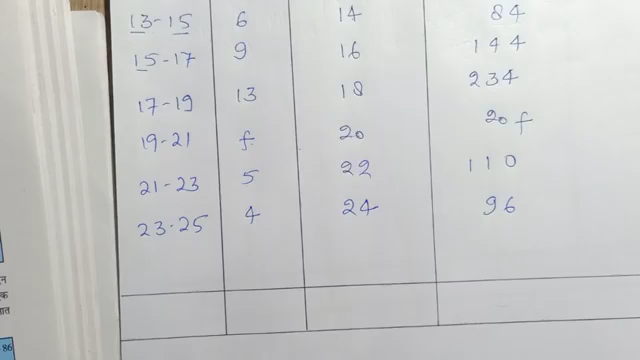 13-15 6 14 84
15-17 9 16 144
17-19 13 18 234
19-21 f 20 20f
21-23 5 22 110
23-25 4 24 96
86